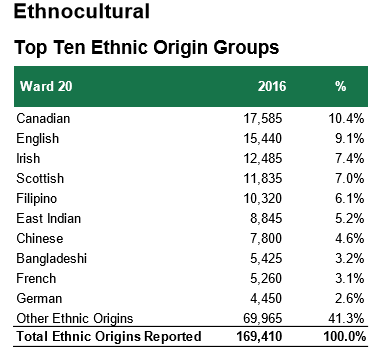 Ethnocultural
Top Ten Ethnic Origin Groups
Ward 20 2016 %
Canadian 17,585 10.4%
English 15,440 9.1%
Irish 12,485 7.4%
Scottish 11,835 7.0%
Filipino 10,320 6.1%
East Indian 8,845 5.2%
Chinese 7,800 4.6%
Bangladeshi 5,425 3.2%
French 5,260 3.1%
German 4,450 2.6%
Other Ethnic Origins 69,965 41.3%
Total Ethnic Origins Reported 169,410 100.0%